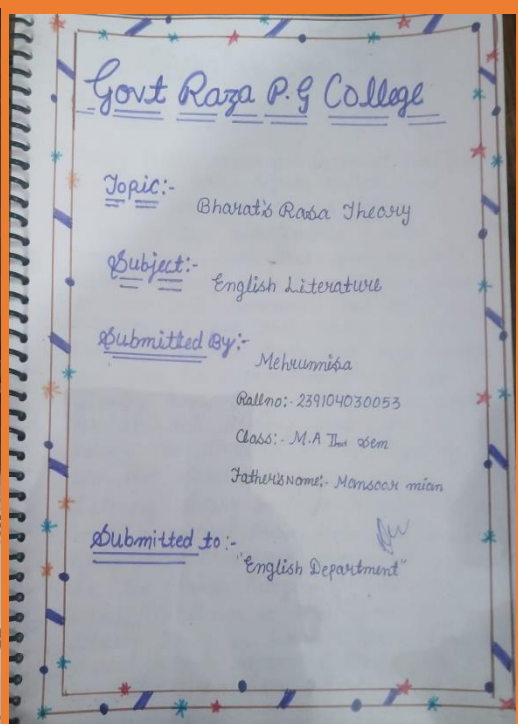 Govt Raza P.G College
Topic:-
Bharat's Rasa Theory
Subject:-
English Literature
Submitted By:-
Mehrunnisa
Rollno:- 239104030053
Class:- M.A IInd Sem
Father's Name:- Mansoor mian
Submitted to:-
"English Department"